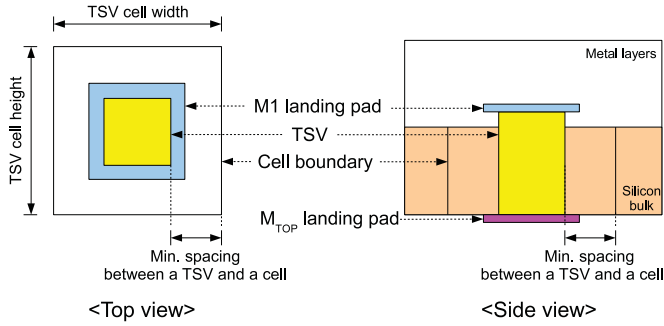 TSV cell width
TSV cell height
M1 landing pad
TSV
Cell boundary
MTOP landing pad
Min. spacing
between a TSV and a cell
<Top view>
Metal layers
Silicon
bulk
Min. spacing
between a TSV and a cell
<Side view>